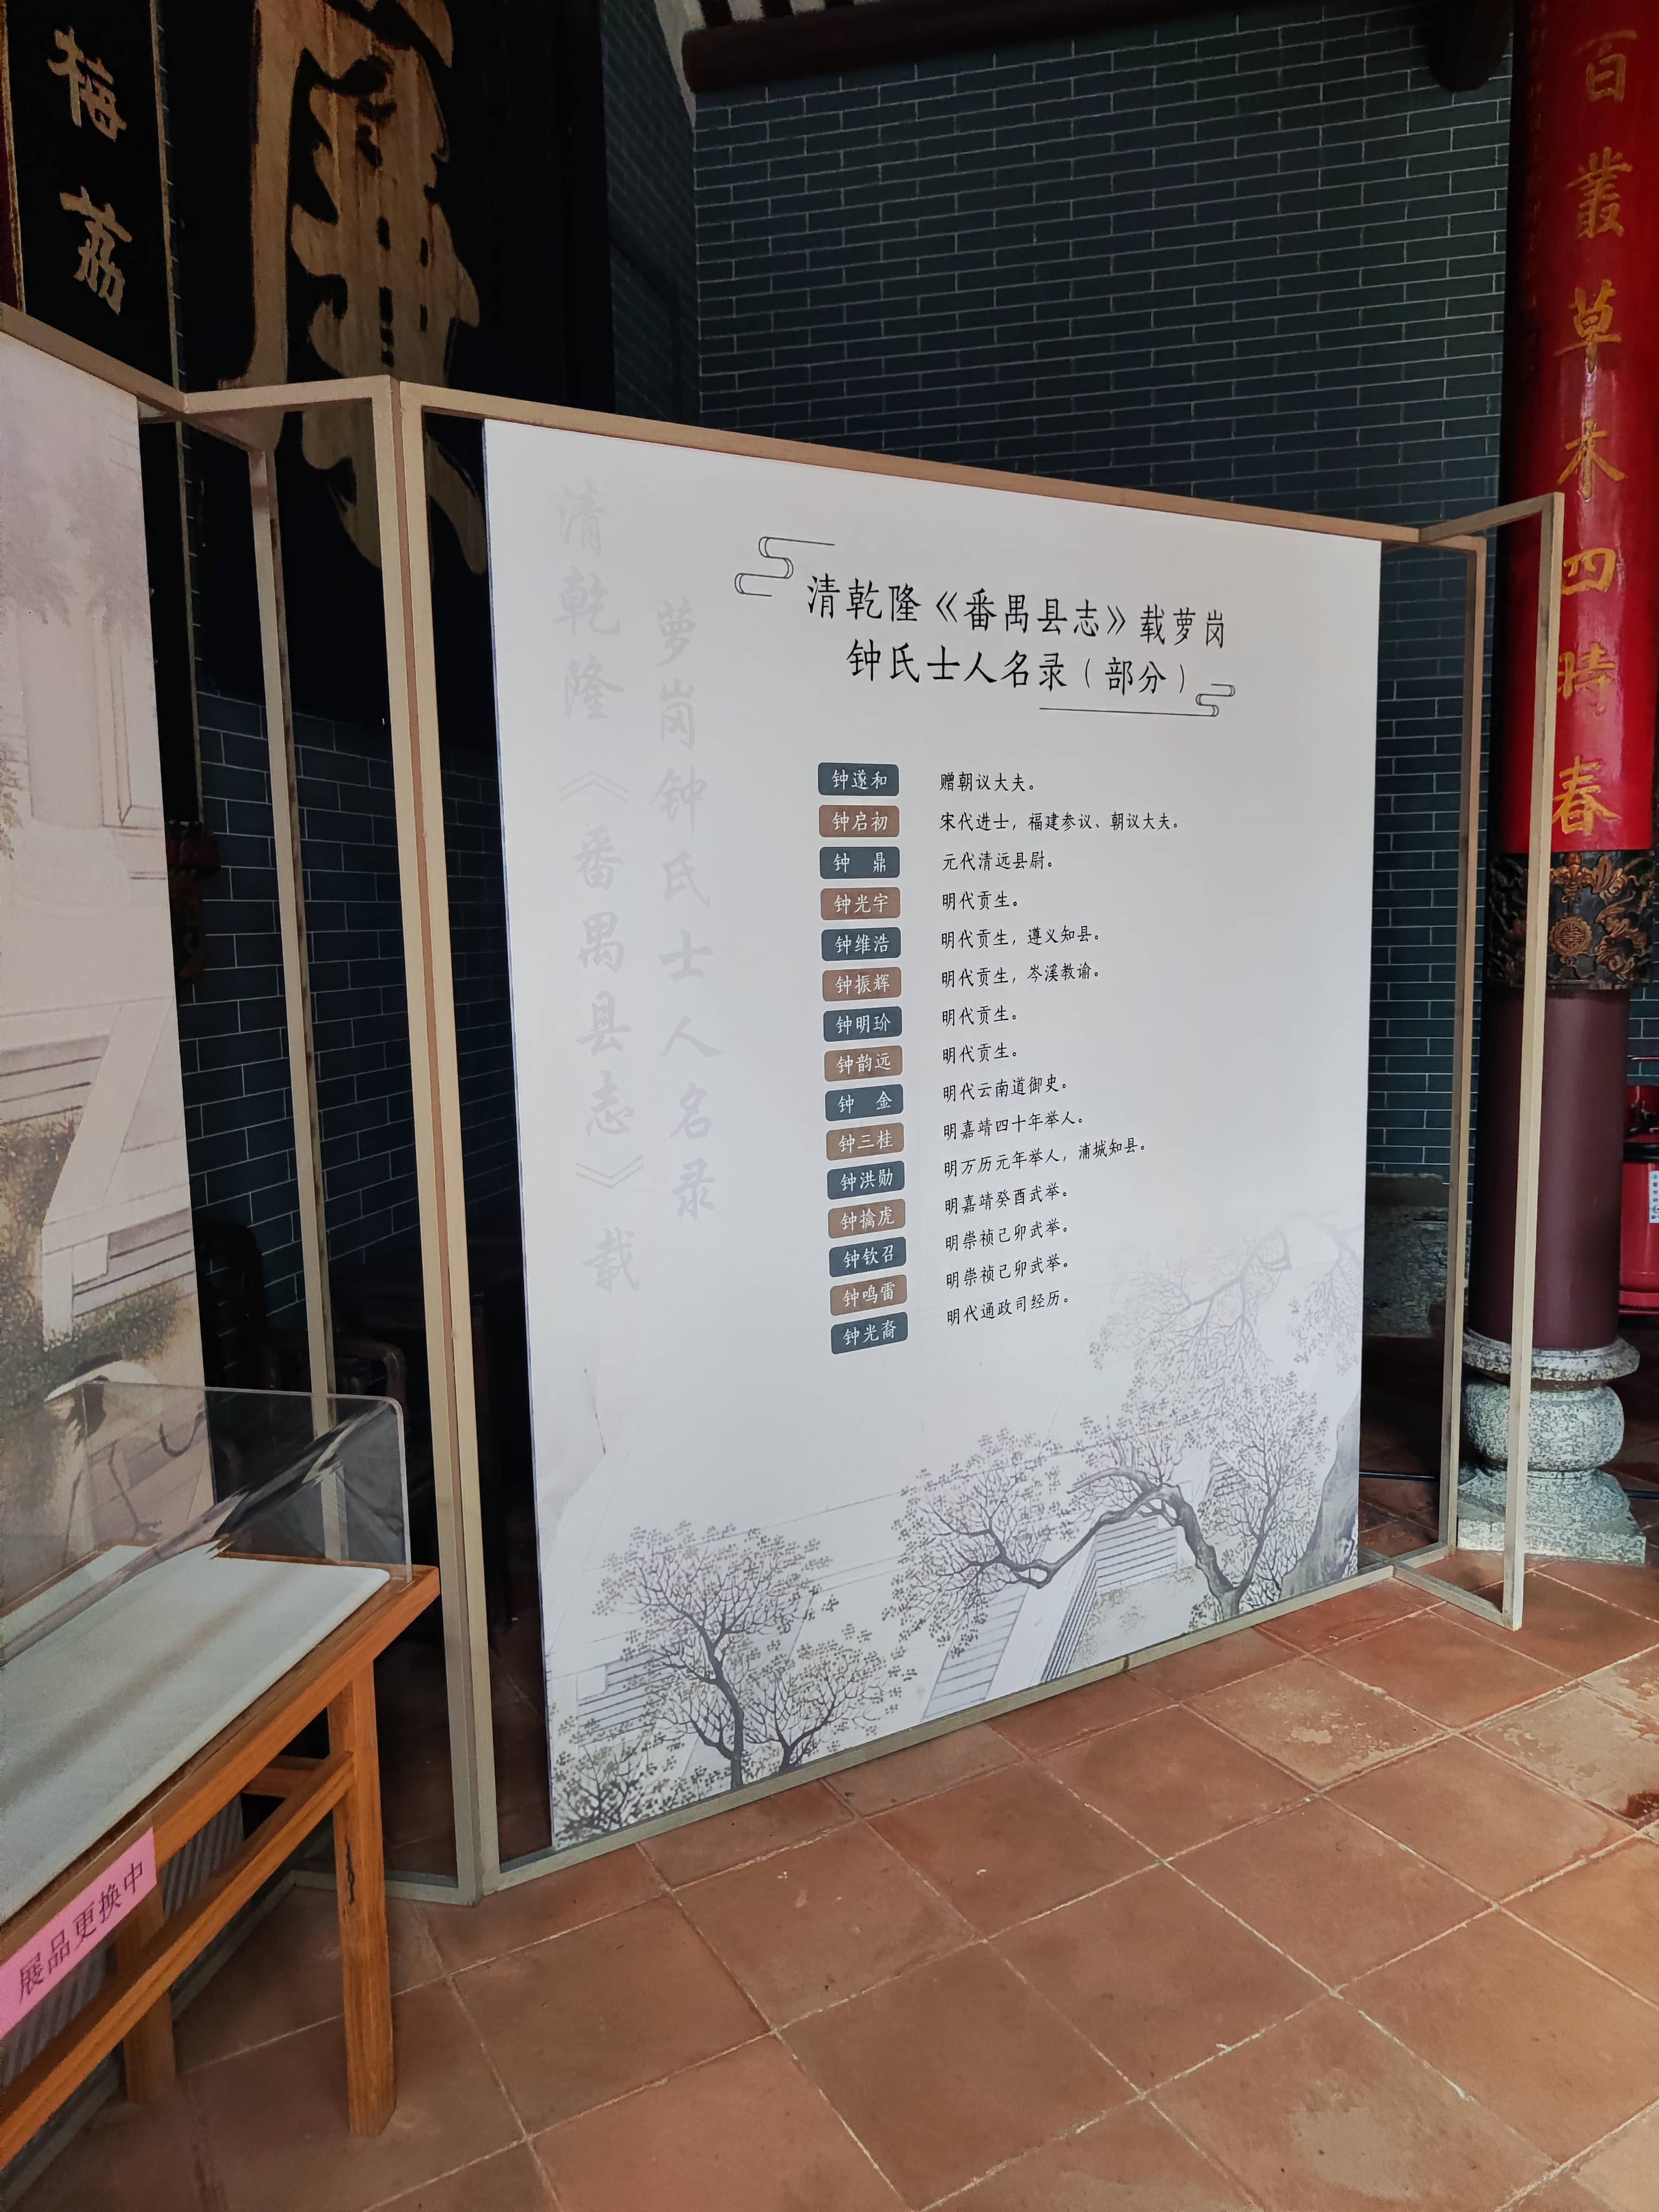 梅荔
廉
百叢草木四時春
清乾隆《番禺县志》载萝岗
钟氏士人名录（部分）
清乾隆《番禺县志》载
萝岗钟氏士人名录
钟遂和 赠朝议大夫。
钟启初 宋代进士，福建参议、朝议大夫。
钟　鼎 元代清远县尉。
钟光宇 明代贡生。
钟维浩 明代贡生，遵义知县。
钟振辉 明代贡生，岑溪教谕。
钟明玠 明代贡生。
钟韵远 明代贡生。
钟　金 明代云南道御史。
钟三桂 明嘉靖四十年举人。
钟洪勋 明万历元年举人，浦城知县。
钟擒虎 明嘉靖癸酉武举。
钟钦召 明崇祯己卯武举。
钟鸣雷 明崇祯己卯武举。
钟光裔 明代通政司经历。
展品更换中